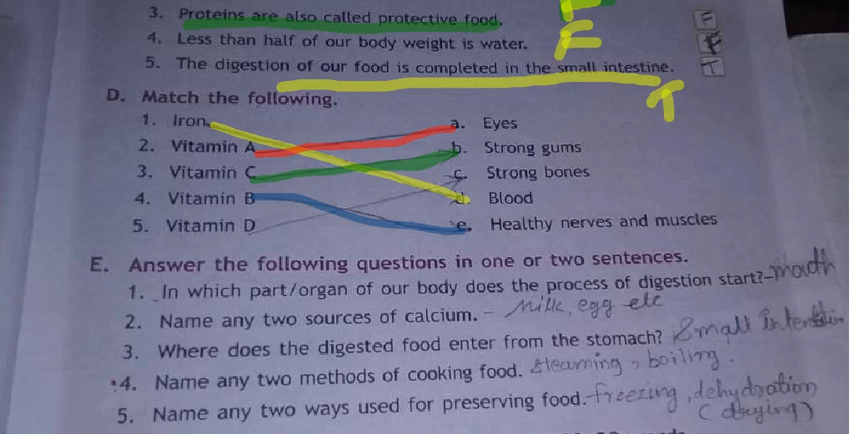 3. Proteins are also called protective food. F
4. Less than half of our body weight is water. F F
5. The digestion of our food is completed in the small intestine. T T
D. Match the following.
1. Iron a. Eyes
2. Vitamin A b. Strong gums
3. Vitamin C c. Strong bones
4. Vitamin B d. Blood
5. Vitamin D e. Healthy nerves and muscles
E. Answer the following questions in one or two sentences.
1. In which part/organ of our body does the process of digestion start?-mouth
2. Name any two sources of calcium. - Milk, egg etc
3. Where does the digested food enter from the stomach? Small
4. Name any two methods of cooking food. steaming, boiling.
5. Name any two ways used for preserving food.-freezing, dehydration